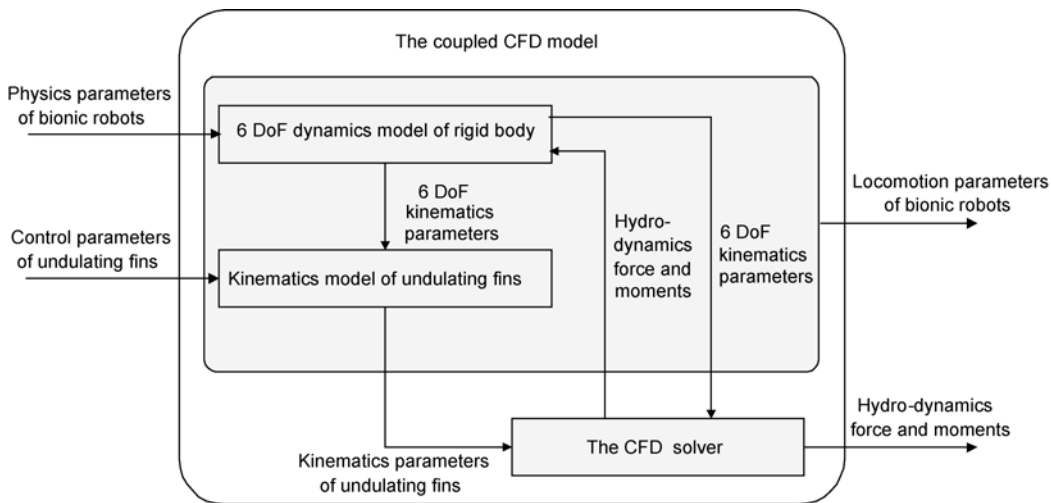 The coupled CFD model
Physics parameters
of bionic robots
6 DoF dynamics model of rigid body
6 DoF
kinematics
parameters
Hydro-
dynamics
force and
moments
6 DoF
kinematics
parameters
Locomotion parameters
of bionic robots
Control parameters
of undulating fins
Kinematics model of undulating fins
Kinematics parameters
of undulating fins
The CFD solver
Hydro-dynamics
force and moments